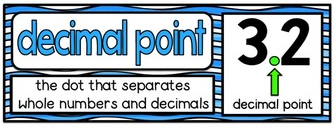 decimal point
the dot that separates
whole numbers and decimals
3.2
decimal point